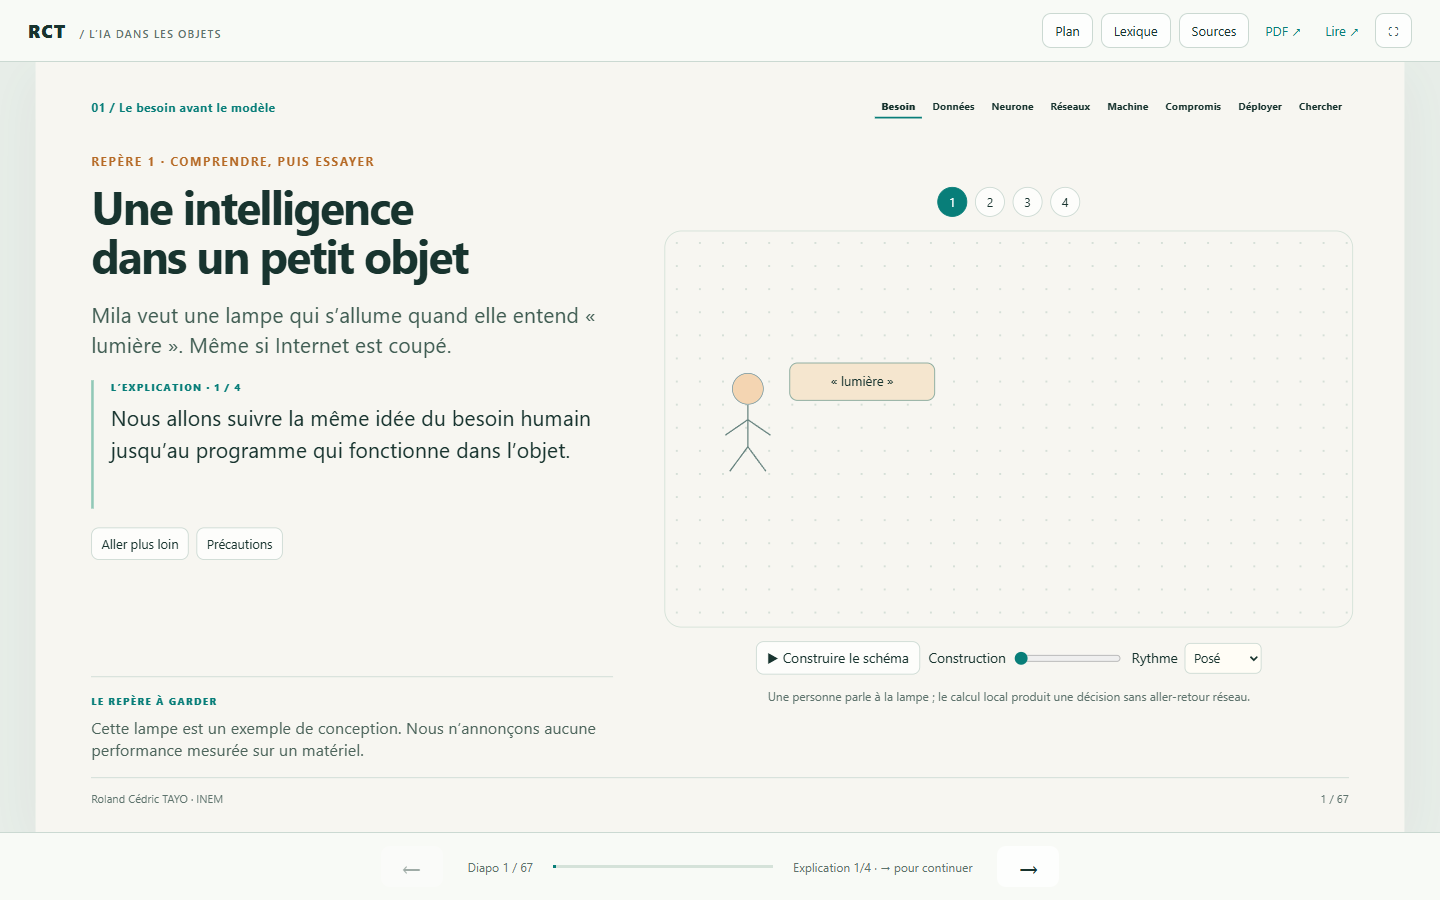 RCT / L'IA DANS LES OBJETS
Plan Lexique Sources PDF ↗ Lire ↗
01 / Le besoin avant le modèle
Besoin Données Neurone Réseaux Machine Compromis Déployer Chercher
REPÈRE 1 · COMPRENDRE, PUIS ESSAYER
Une intelligence
dans un petit objet
Mila veut une lampe qui s’allume quand elle entend «
lumière ». Même si Internet est coupé.
L’EXPLICATION · 1 / 4
Nous allons suivre la même idée du besoin humain
jusqu’au programme qui fonctionne dans l’objet.
Aller plus loin Précautions
LE REPÈRE À GARDER
Cette lampe est un exemple de conception. Nous n’annonçons aucune
performance mesurée sur un matériel.
1 2 3 4
« lumière »
▶ Construire le schéma Construction Rythme Posé
Une personne parle à la lampe ; le calcul local produit une décision sans aller-retour réseau.
Roland Cédric TAYO · INEM 1 / 67
← Diapo 1 / 67 Explication 1/4 · → pour continuer →